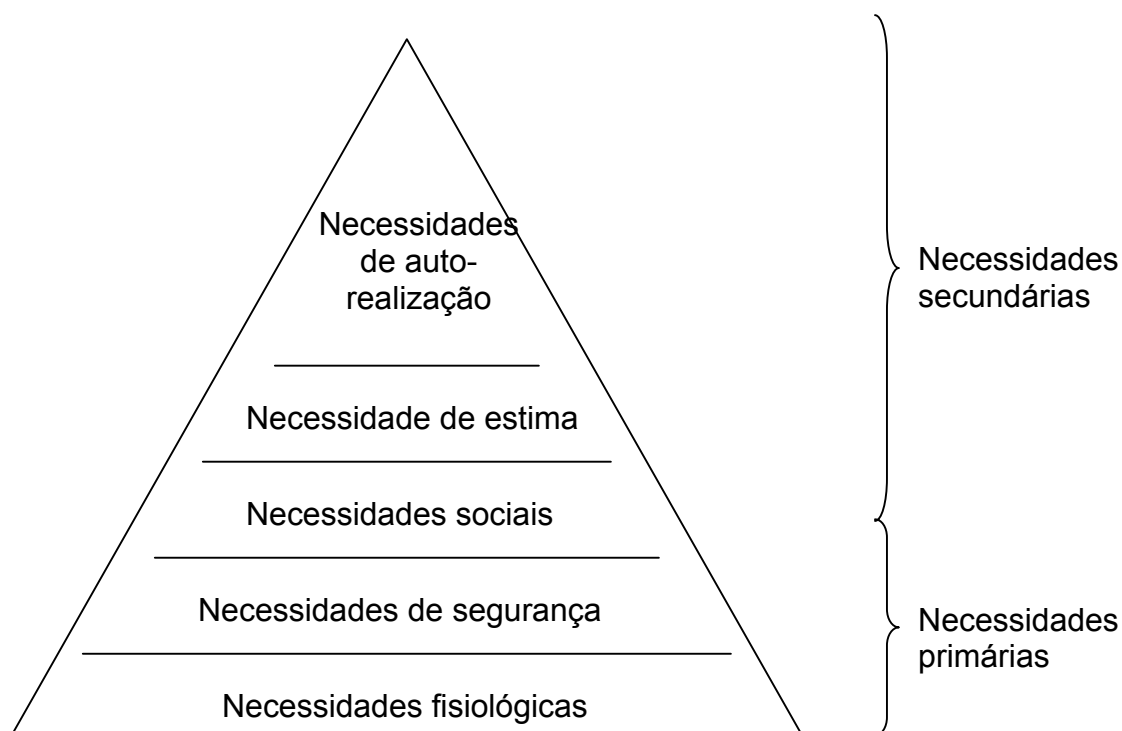 Necessidades
de auto-
realização
Necessidade de estima
Necessidades sociais
Necessidades de segurança
Necessidades fisiológicas
Necessidades
secundárias
Necessidades
primárias